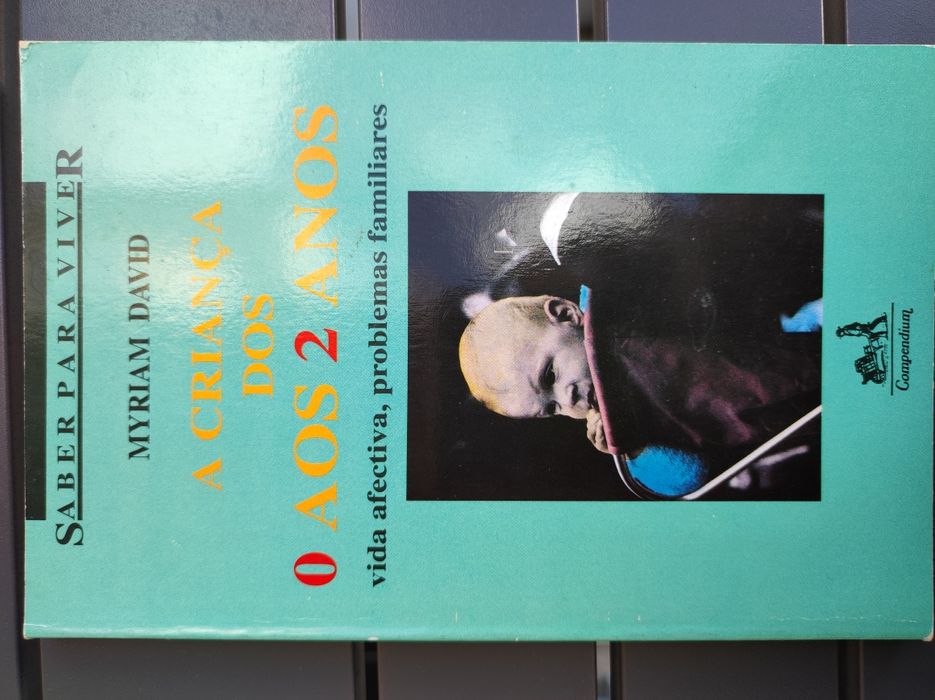 SABER PARA VIVER
MYRIAM DAVID
A CRIANÇA
DOS
0 AOS 2 ANOS
vida afectiva, problemas familiares
Compendium